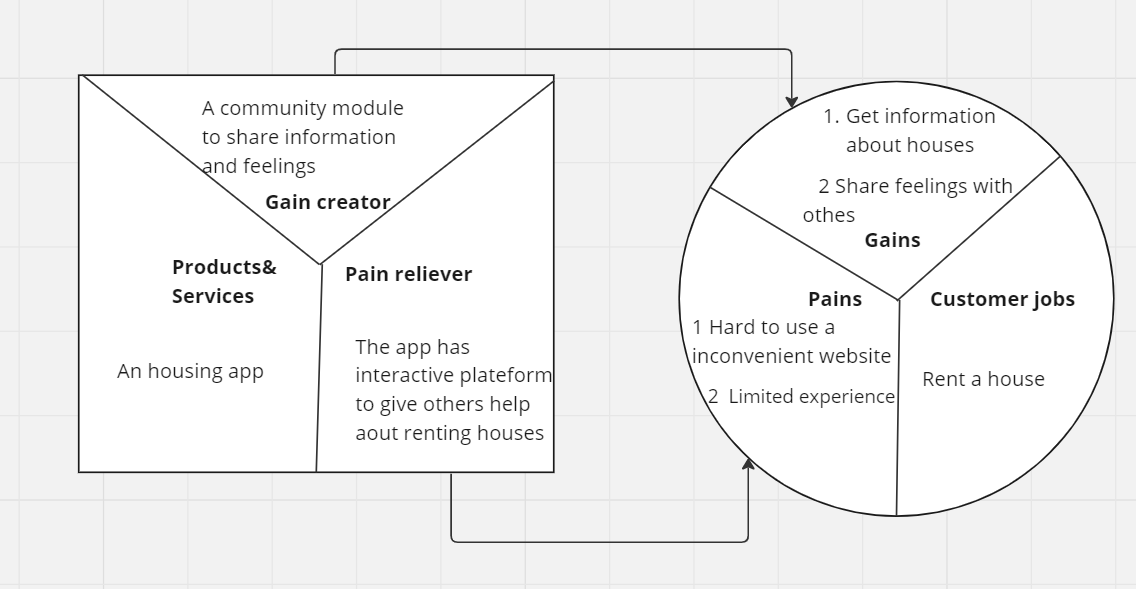 A community module
to share information
and feelings
Gain creator
Products&
Services
An housing app
Pain reliever
The app has
interactive plateform
to give others help
aout renting houses
1. Get information
about houses
2 Share feelings with
othes
Gains
Pains
1 Hard to use a
inconvenient website
2 Limited experience
Customer jobs
Rent a house